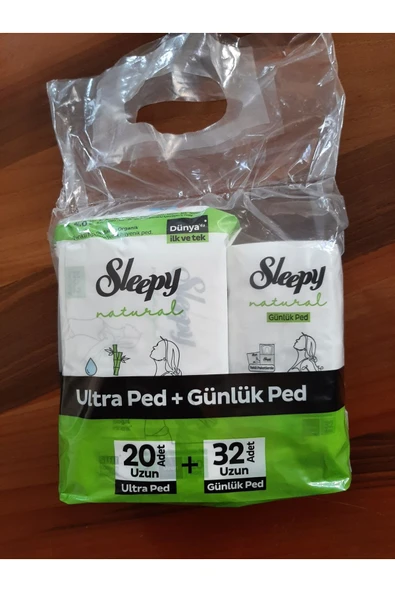 Dünya'da
ilk ve tek
Organik
Sleepy
natural
Sleepy
natural
Günlük Ped
Ultra Ped + Günlük Ped
20 Adet
Uzun
Ultra Ped
+
32 Adet
Uzun
Günlük Ped